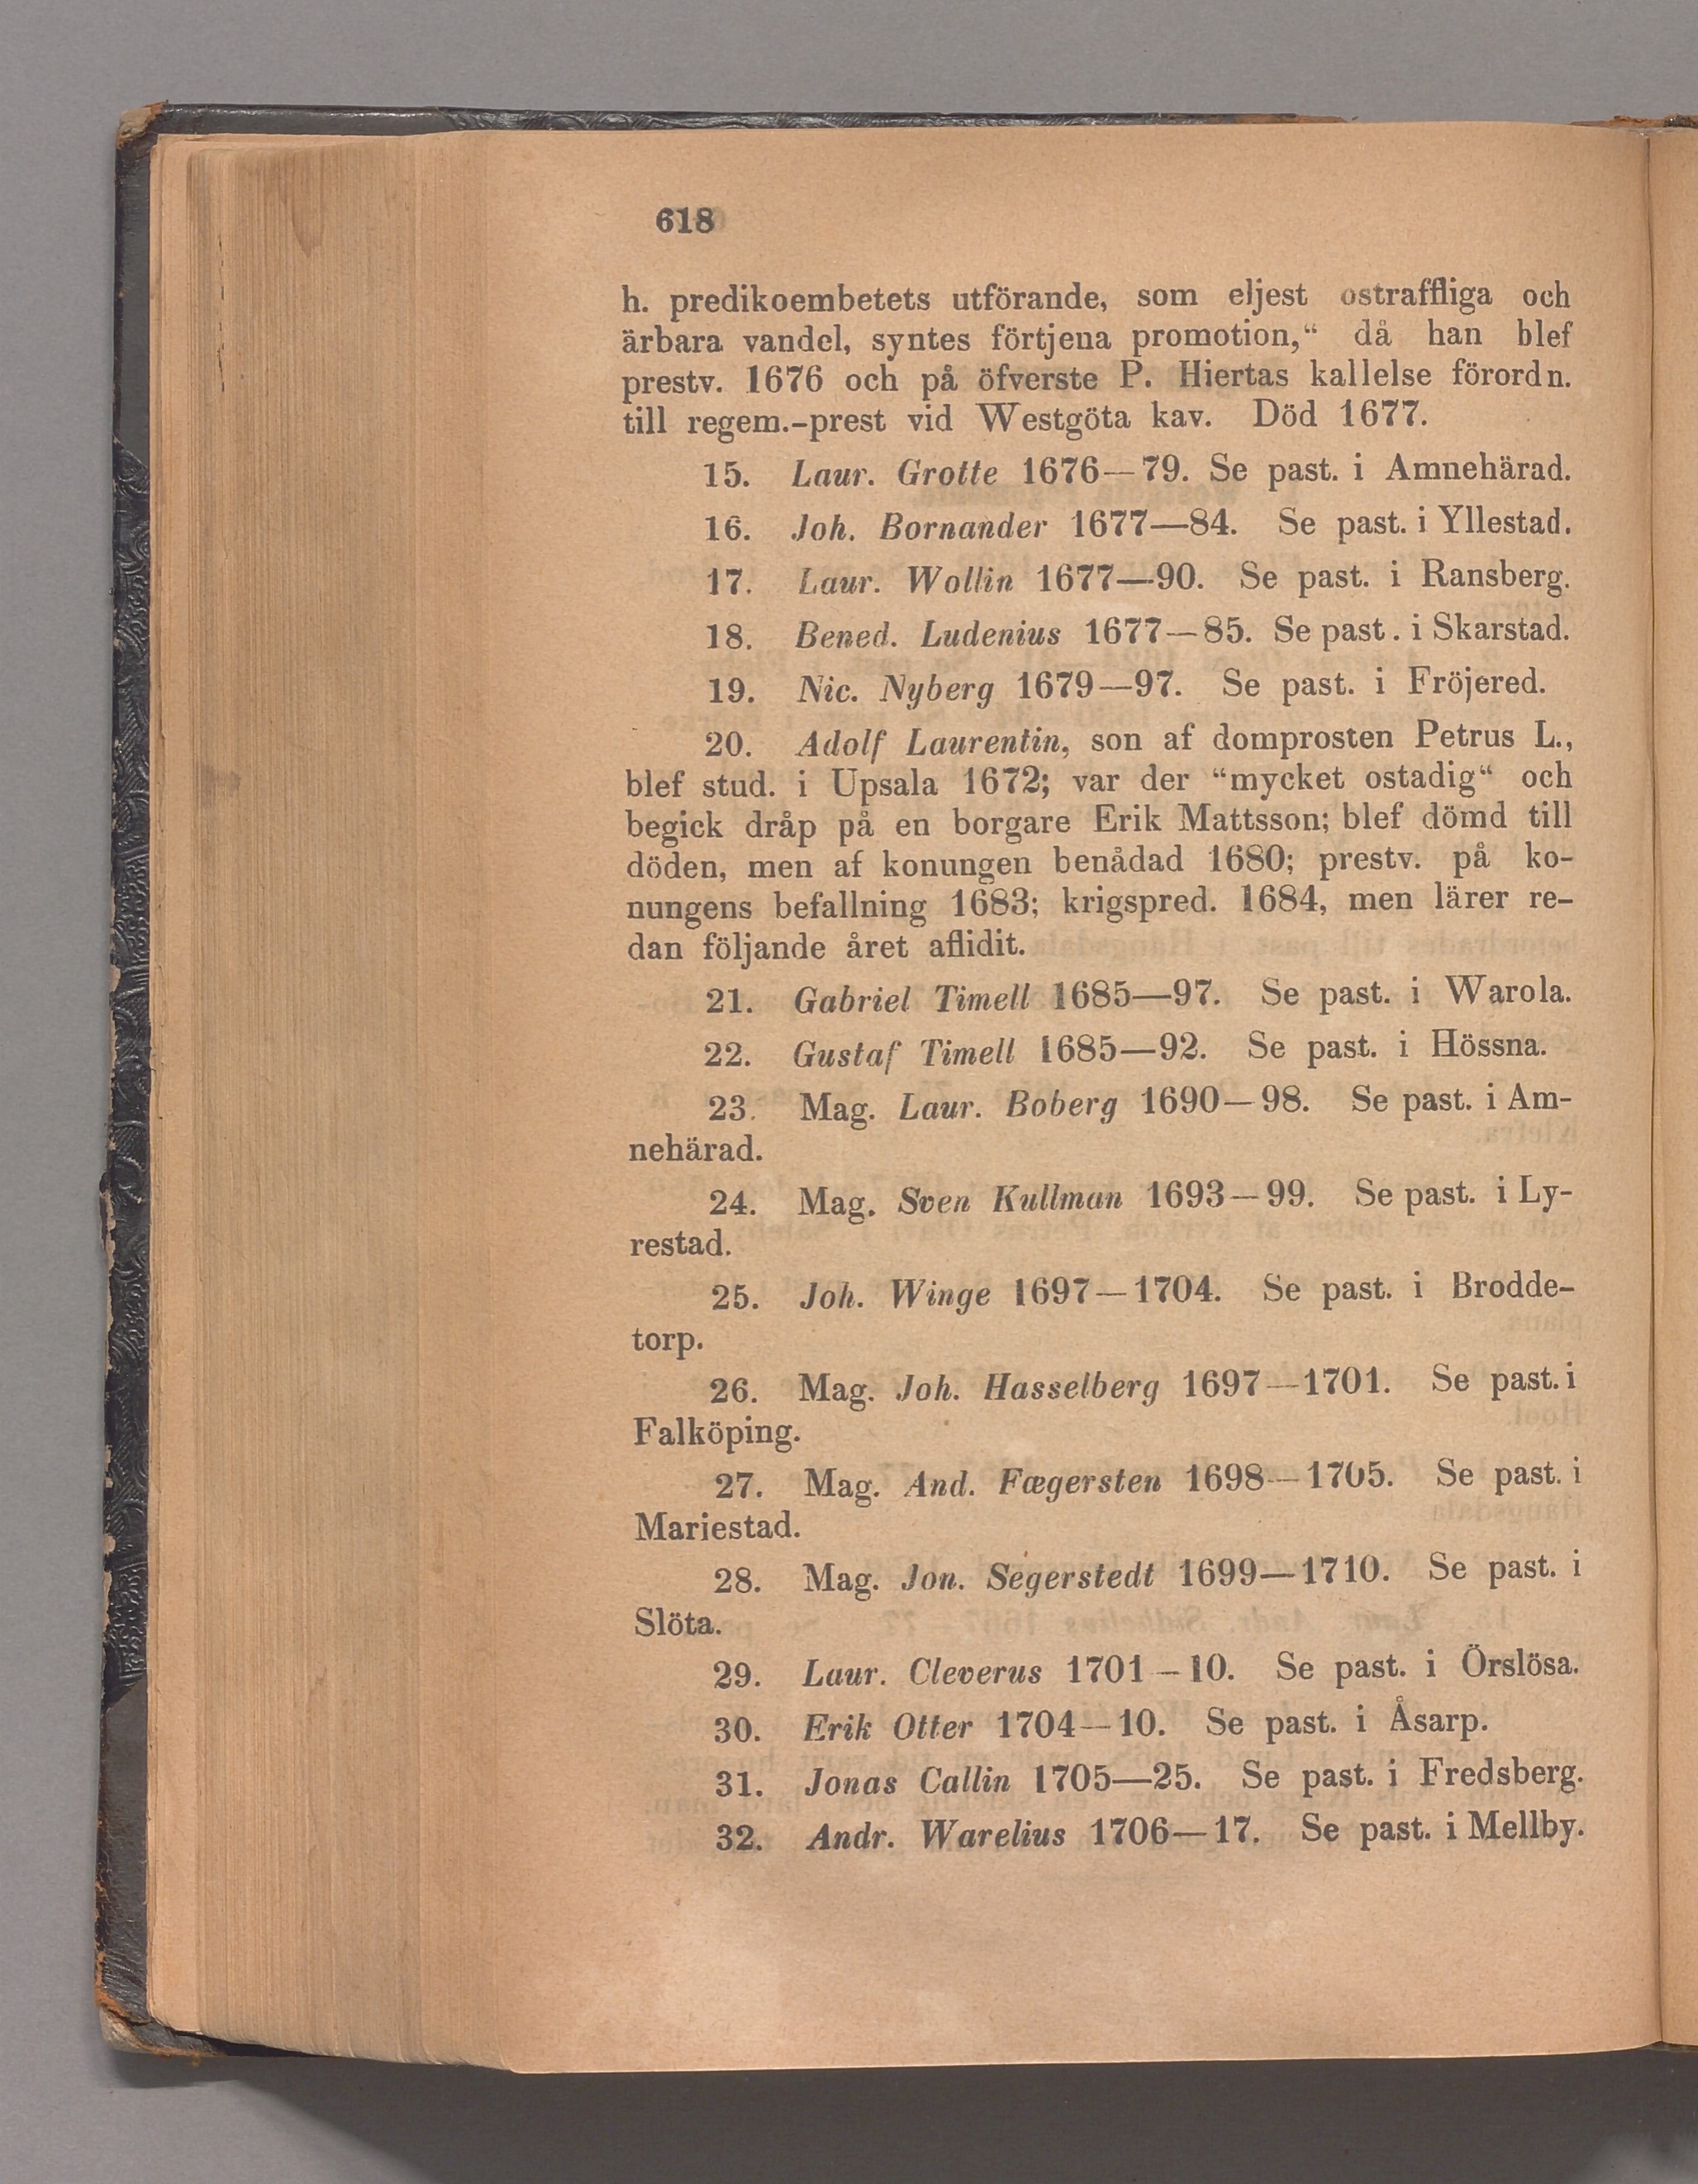 618
h. predikoembetets utförande, som eljest ostraffliga och
ärbara vandel, syntes förtjena promotion,“ då han blef
prestv. 1676 och på öfverste P. Hiertas kallelse förordn.
till regem.-prest vid Westgöta kav. Död 1677.
15. Laur. Grotte 1676—79. Se past. i Amnehärad.
16. Joh. Bornander 1677—84. Se past. i Yllestad.
17. Laur. Wollin 1677—90. Se past. i Ransberg.
18. Bened. Ludenius 1677—85. Se past. i Skarstad.
19. Nic. Nyberg 1679—97. Se past. i Fröjered.
20. Adolf Laurentin, son af domprosten Petrus L.,
blef stud. i Upsala 1672; var der “mycket ostadig“ och
begick dråp på en borgare Erik Mattsson; blef dömd till
döden, men af konungen benådad 1680; prestv. på ko-
nungens befallning 1683; krigspred. 1684, men lärer re-
dan följande året aflidit.
21. Gabriel Timell 1685—97. Se past. i Warola.
22. Gustaf Timell 1685—92. Se past. i Hössna.
23. Mag. Laur. Boberg 1690—98. Se past. i Am-
nehärad.
24. Mag. Sven Kullman 1693—99. Se past. i Ly-
restad.
25. Joh. Winge 1697—1704. Se past. i Brodde-
torp.
26. Mag. Joh. Hasselberg 1697—1701. Se past. i
Falköping.
27. Mag. And. Fægersten 1698—1705. Se past. i
Mariestad.
28. Mag. Jon. Segerstedt 1699—1710. Se past. i
Slöta.
29. Laur. Cleverus 1701—10. Se past. i Örslösa.
30. Erik Otter 1704—10. Se past. i Åsarp.
31. Jonas Callin 1705—25. Se past. i Fredsberg.
32. Andr. Warelius 1706—17. Se past. i Mellby.